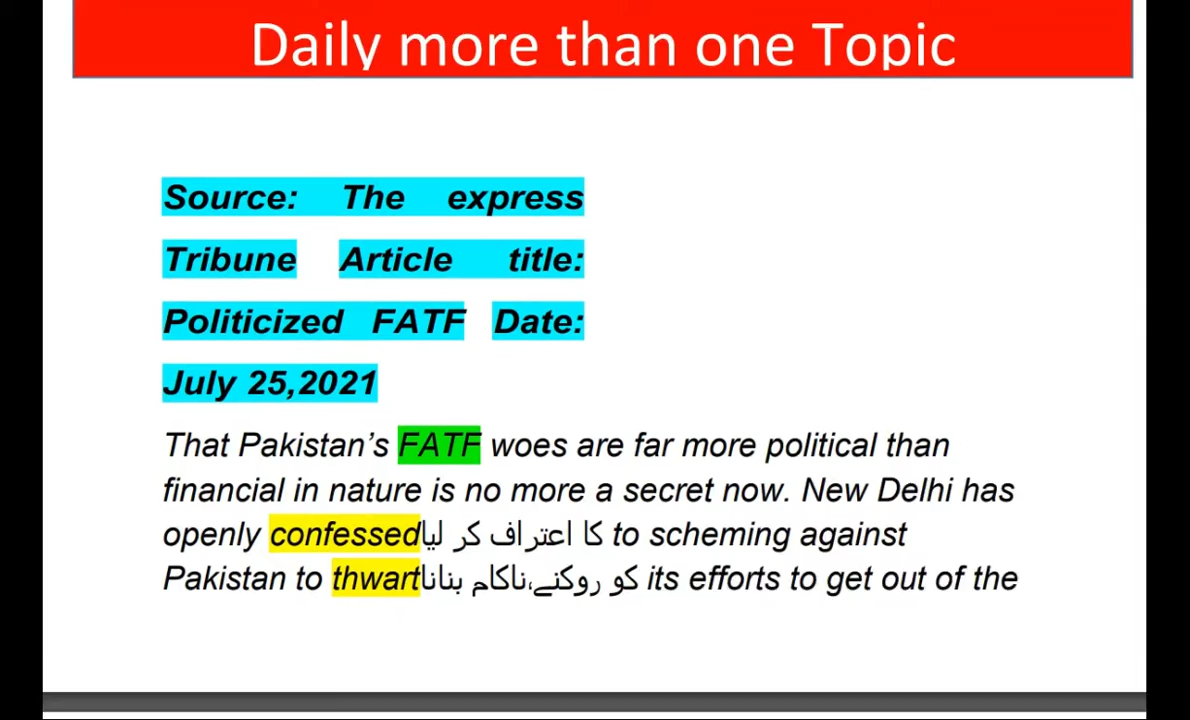 Daily more than one Topic
Source: The express
Tribune Article title:
Politicized FATF Date:
July 25,2021
That Pakistan’s FATF woes are far more political than
financial in nature is no more a secret now. New Delhi has
openly confessedکا اعتراف کر لیا to scheming against
Pakistan to thwartکو روکنے،ناکام بنانا its efforts to get out of the